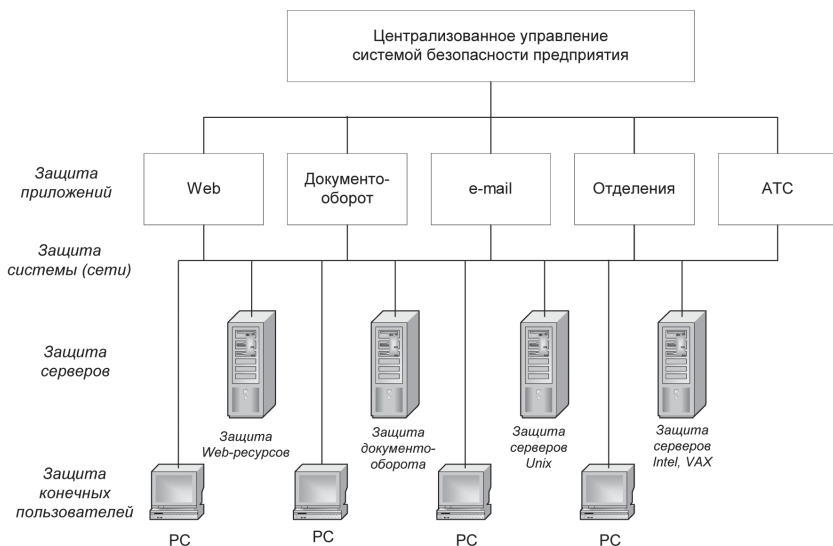 Централизованное управление
системой безопасности предприятия
Защита
приложений
Web
Документо-
оборот
e-mail
Отделения
АТС
Защита
системы (сети)
Защита
серверов
Защита
Web-ресурсов
Защита
документо-
оборота
Защита
серверов
Unix
Защита
серверов
Intel, VAX
Защита
конечных
пользователей
PC
PC
PC
PC